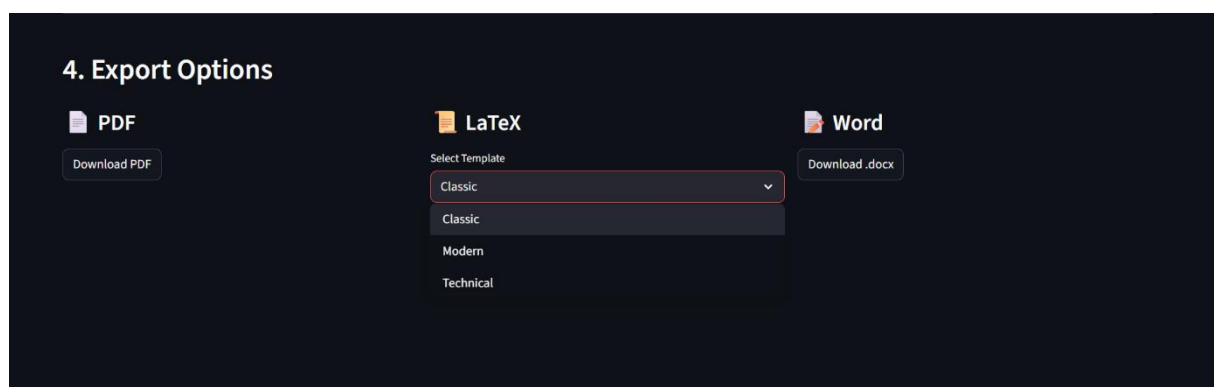 4. Export Options
PDF
Download PDF
LaTeX
Select Template
Classic
Classic
Modern
Technical
Word
Download .docx